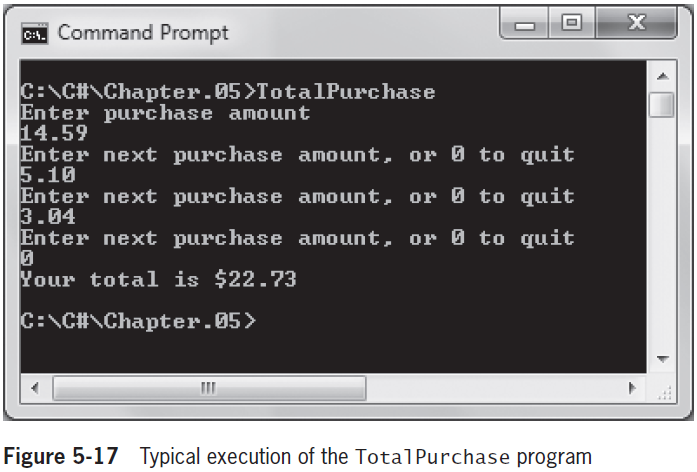 Command Prompt
C:\C#\Chapter.05>TotalPurchase
Enter purchase amount
14.59
Enter next purchase amount, or 0 to quit
5.10
Enter next purchase amount, or 0 to quit
3.04
Enter next purchase amount, or 0 to quit
0
Your total is $22.73
C:\C#\Chapter.05>
Figure 5-17 Typical execution of the TotalPurchase program